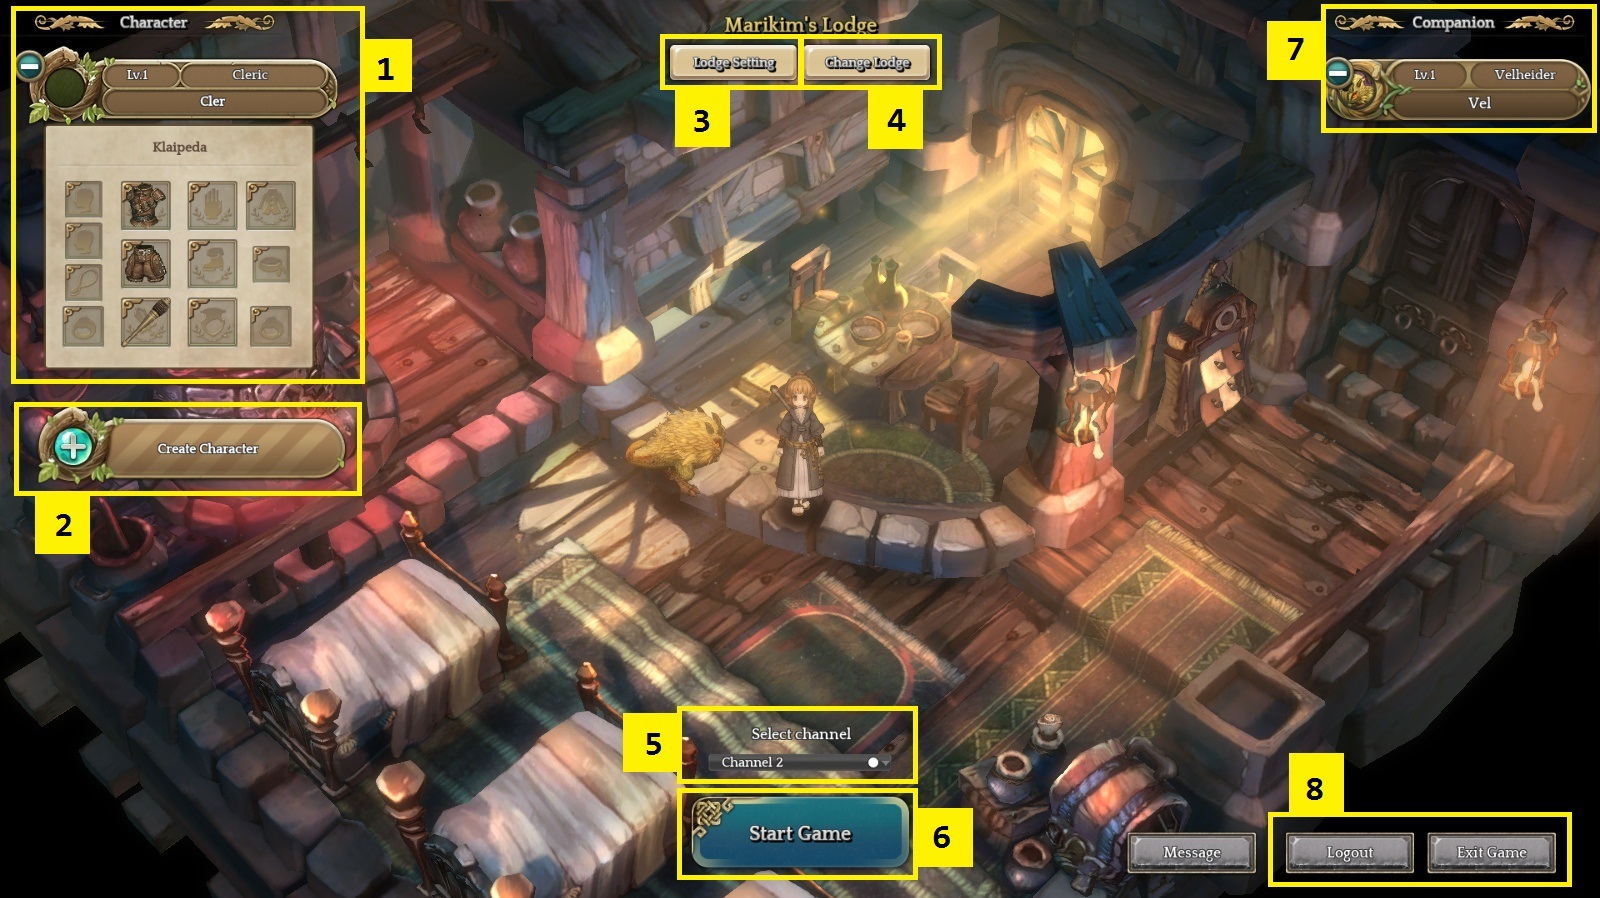 Character
1
Lv.1
Cleric
Cler
Klaipeda
Create Character
2
Marikim's Lodge
Lodge Setting
Change Lodge
3
4
7
Companion
Lv.1
Velheider
Vel
5
Select channel
Channel 2
Start Game
6
8
Message
Logout
Exit Game